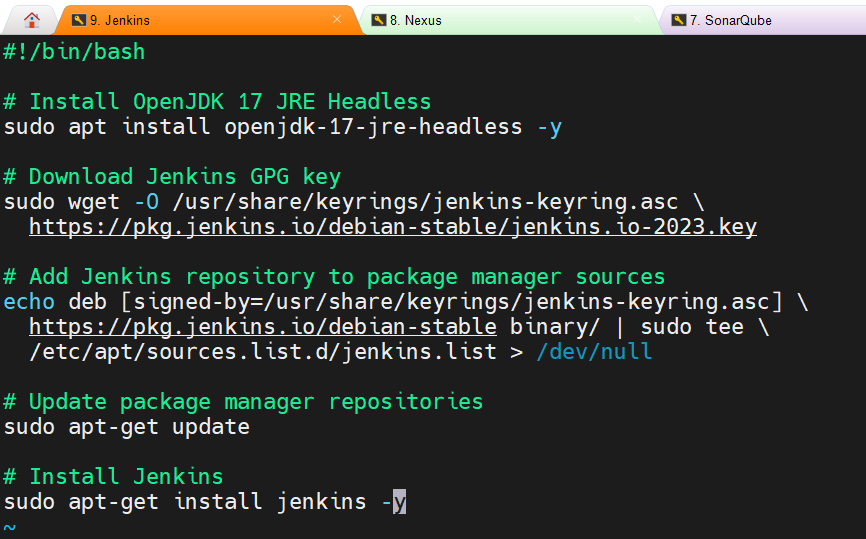 9. Jenkins
8. Nexus
7. SonarQube
#!/bin/bash
# Install OpenJDK 17 JRE Headless
sudo apt install openjdk-17-jre-headless -y
# Download Jenkins GPG key
sudo wget -O /usr/share/keyrings/jenkins-keyring.asc \
https://pkg.jenkins.io/debian-stable/jenkins.io-2023.key
# Add Jenkins repository to package manager sources
echo deb [signed-by=/usr/share/keyrings/jenkins-keyring.asc] \
https://pkg.jenkins.io/debian-stable binary/ | sudo tee \
/etc/apt/sources.list.d/jenkins.list > /dev/null
# Update package manager repositories
sudo apt-get update
# Install Jenkins
sudo apt-get install jenkins -y
~